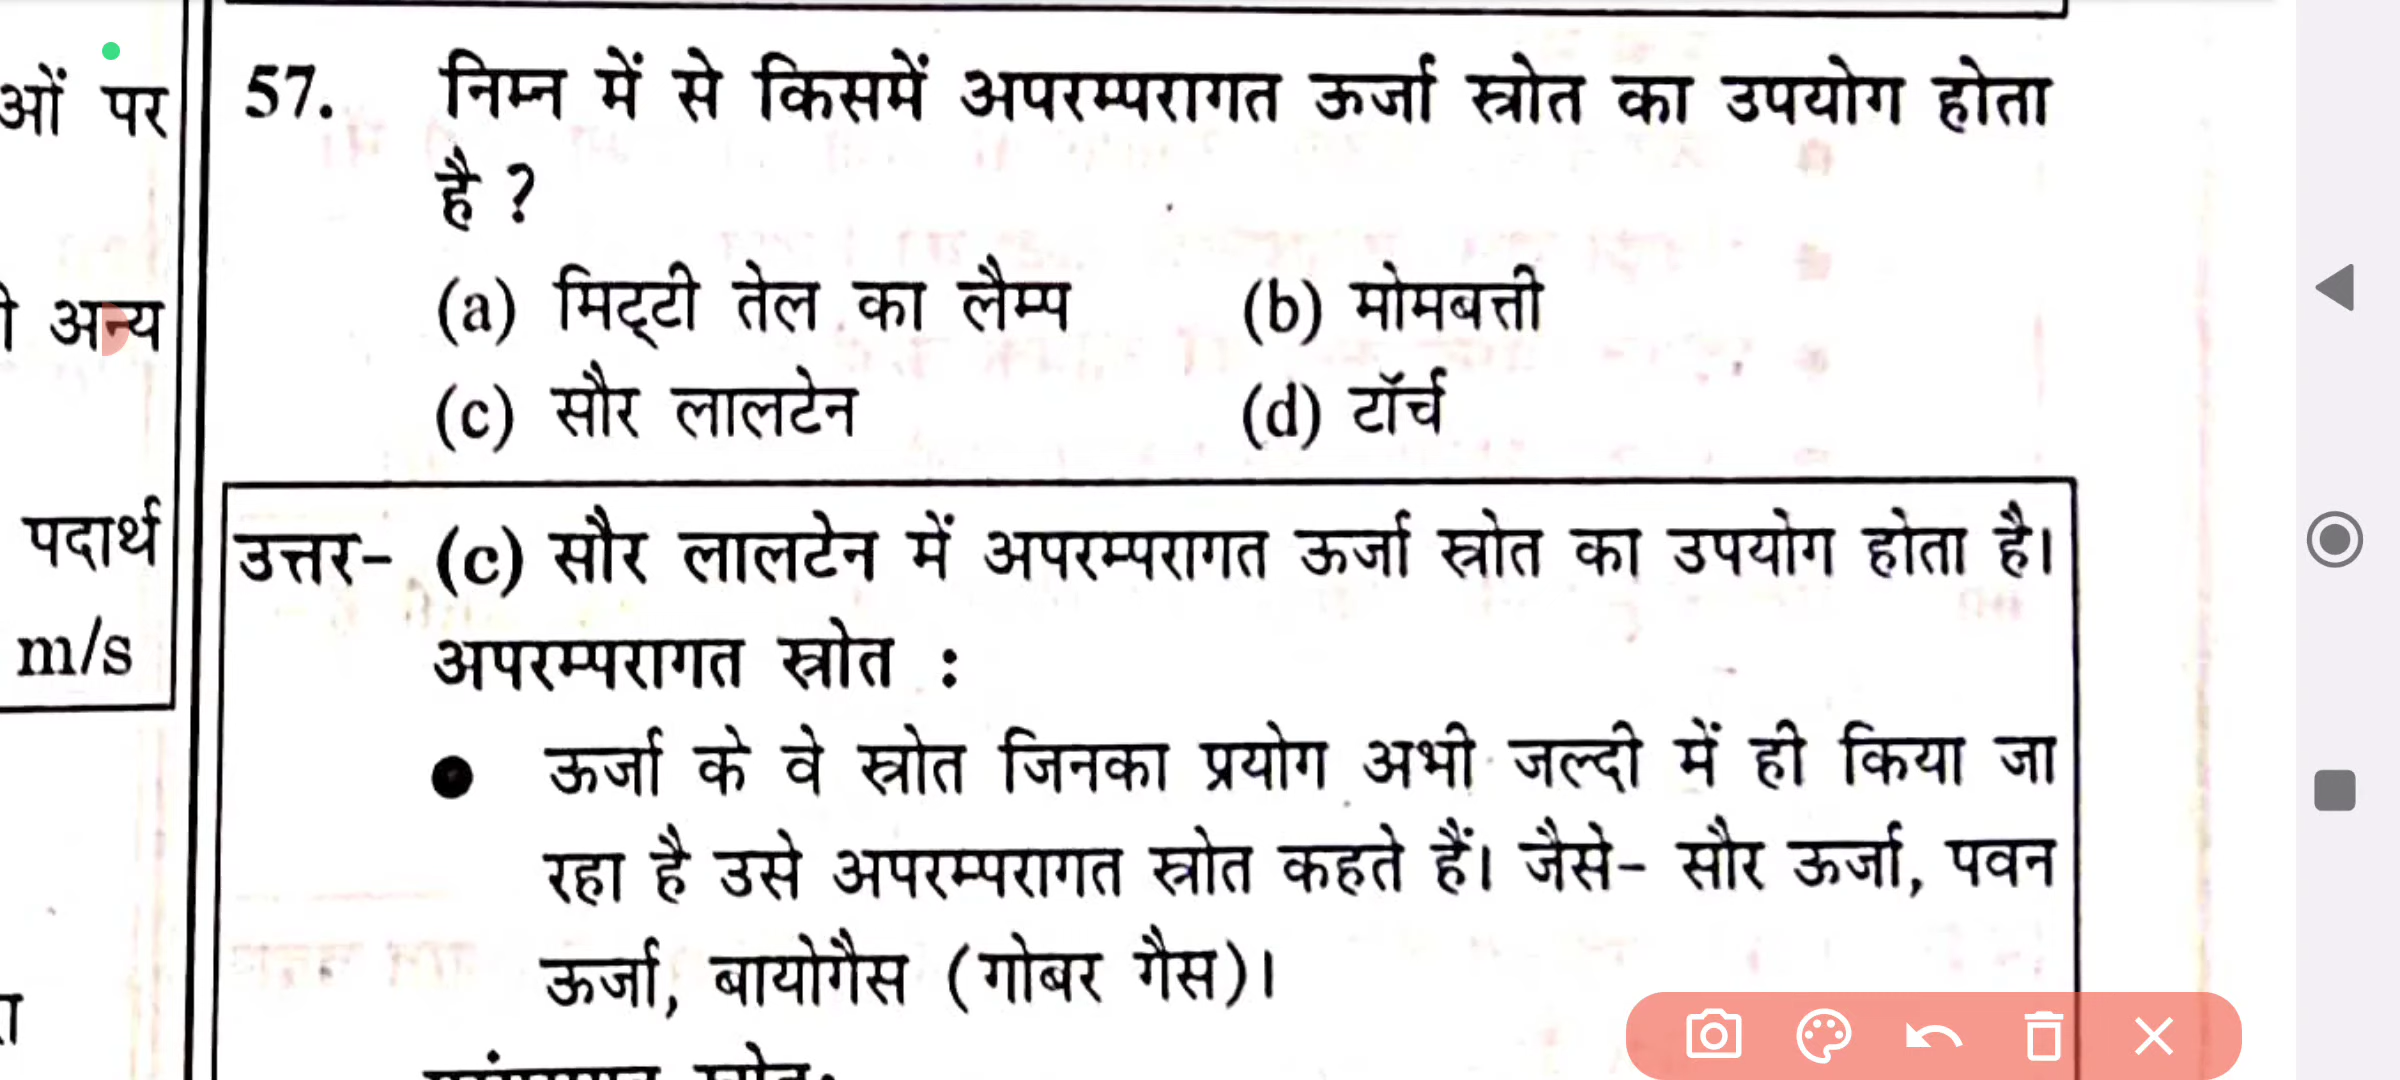 ओं पर
अन्य
पदार्थ
m/s
57. निम्न में से किसमें अपरम्परागत ऊर्जा स्त्रोत का उपयोग होता
है ?
(a) मिट्टी तेल का लैम्प (b) मोमबत्ती
(c) सौर लालटेन (d) टॉर्च
उत्तर- (c) सौर लालटेन में अपरम्परागत ऊर्जा स्त्रोत का उपयोग होता है।
अपरम्परागत स्त्रोत :
● ऊर्जा के वे स्त्रोत जिनका प्रयोग अभी जल्दी में ही किया जा
रहा है उसे अपरम्परागत स्त्रोत कहते हैं। जैसे- सौर ऊर्जा, पवन
ऊर्जा, बायोगैस (गोबर गैस)।